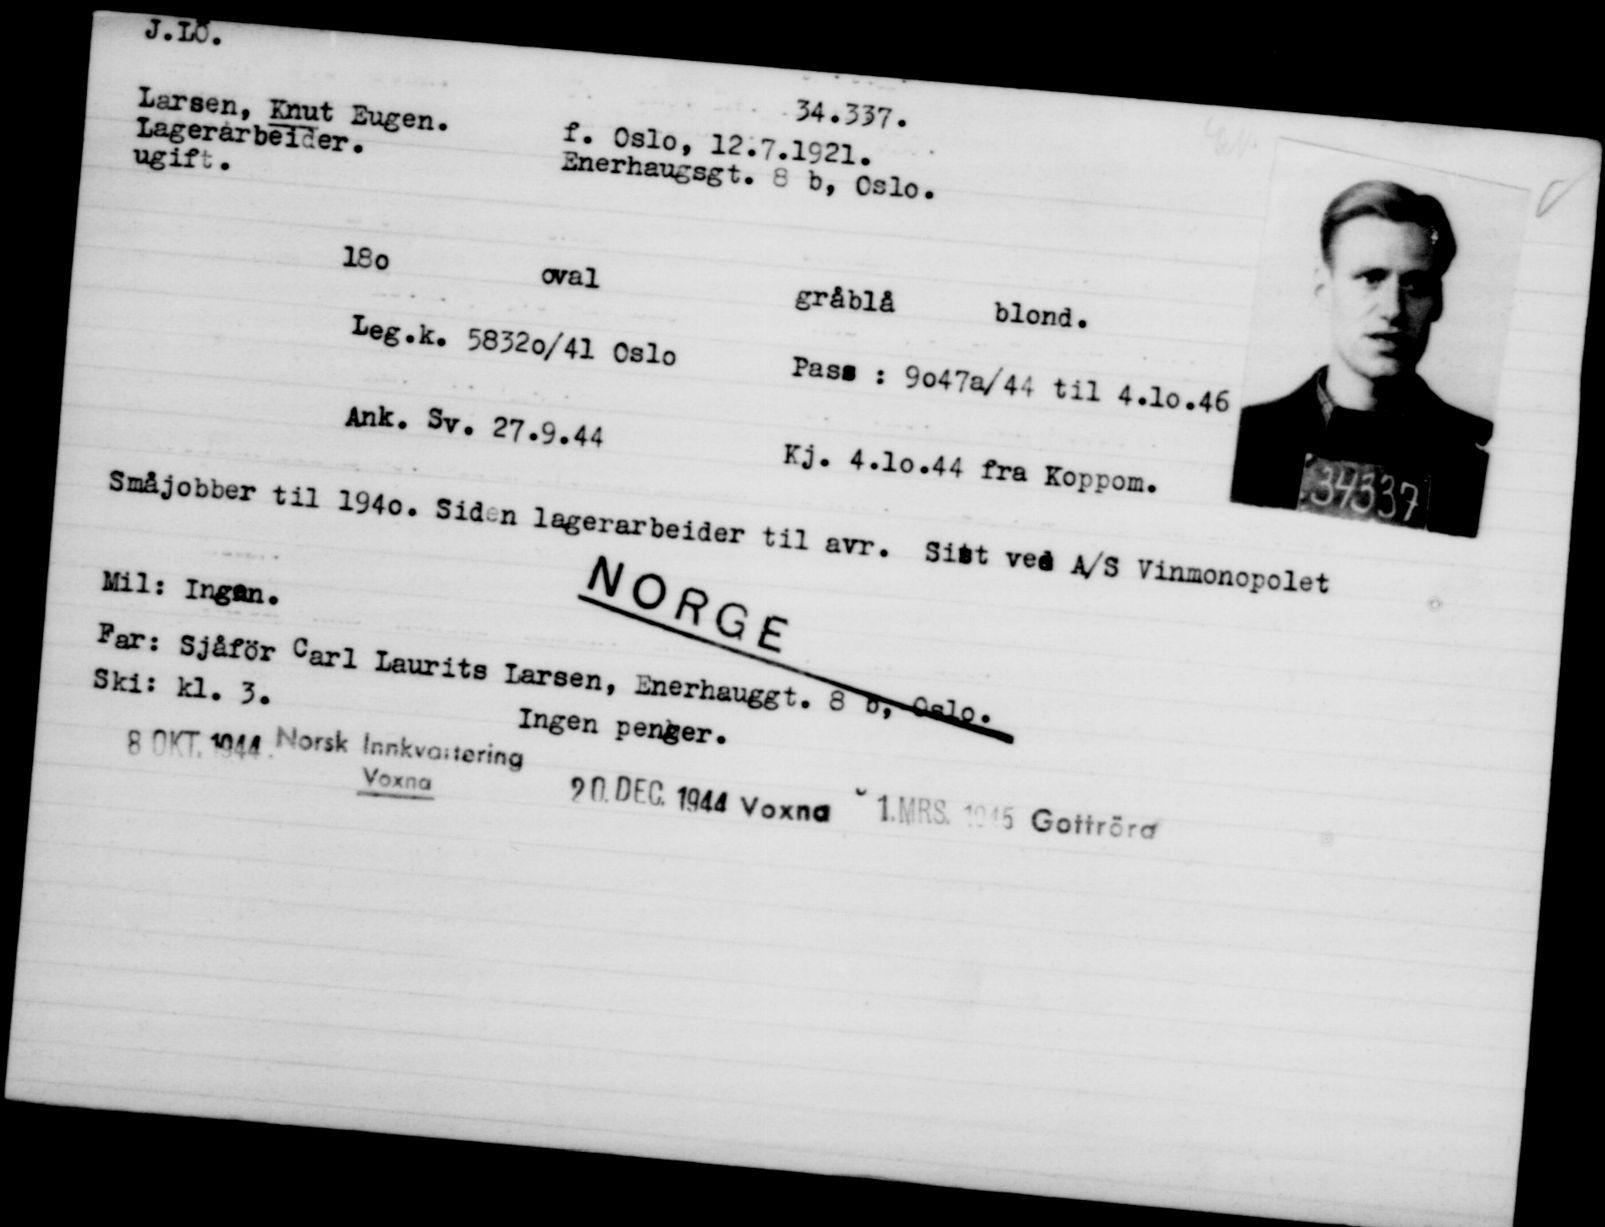 J.LÖ.
34.337.
Larsen, Knut Eugen. f. Oslo, 12.7.1921.
Lagerarbeider. Enerhaugsgt. 8 b, Oslo.
ugift.
18o oval gråblå blond.
Leg.k. 5832o/41 Oslo Pass : 9o47a/44 til 4.1o.46
Ank. Sv. 27.9.44 Kj. 4.1o.44 fra Koppom.
34337
Småjobber til 194o. Siden lagerarbeider til avr. Sist ved A/S Vinmonopolet
NORGE
Mil: Ingen.
Far: Sjåför Carl Laurits Larsen, Enerhauggt. 8 b, Oslo.
Ski: kl. 3. Ingen penger.
8 OKT. 1944. Norsk Innkvartering
Voxna
20. DEC. 1944 Voxna 1. MRS. 1945 Gottröra